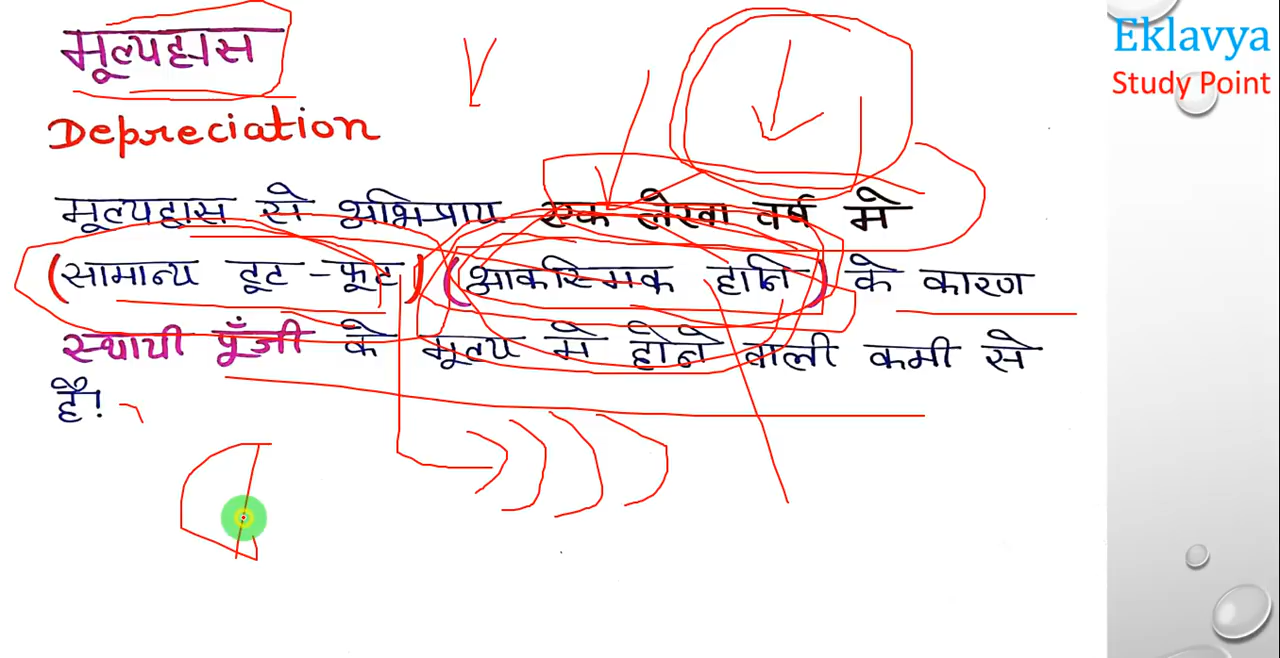 मूल्यह्रास
Depreciation
मूल्यह्रास से अभिप्राय एक लेखा वर्ष मे
(सामान्य टूट-फूट) (आकस्मिक हानि) के कारण
स्थायी पूँजी के मूल्य मे होने वाली कमी से
है!
Eklavya
Study Point